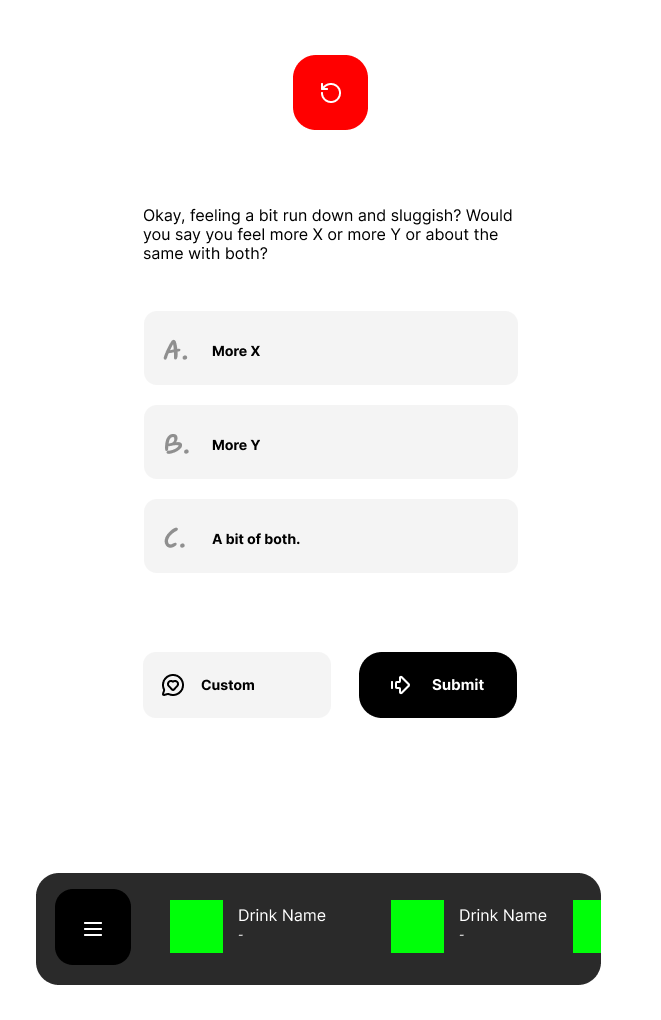 Okay, feeling a bit run down and sluggish? Would
you say you feel more X or more Y or about the
same with both?
A. More X
B. More Y
C. A bit of both.
Custom Submit
Drink Name Drink Name
- -